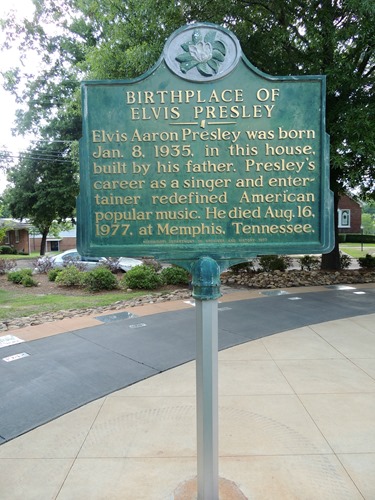 BIRTHPLACE OF
ELVIS PRESLEY
Elvis Aaron Presley was born
Jan. 8, 1935, in this house,
built by his father. Presley's
career as a singer and enter-
tainer redefined American
popular music. He died Aug. 16,
1977, at Memphis, Tennessee.